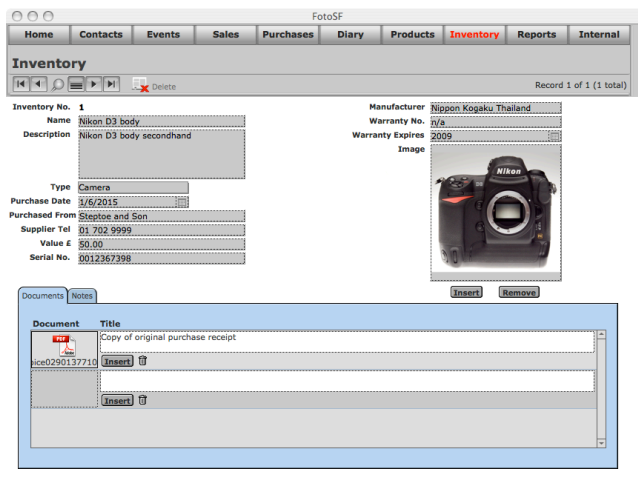 FotoSF
Home Contacts Events Sales Purchases Diary Products Inventory Reports Internal
Inventory
Delete Record 1 of 1 (1 total)
Inventory No. 1
Name Nikon D3 body
Description Nikon D3 body secondhand
Type Camera
Purchase Date 1/6/2015
Purchased From Steptoe and Son
Supplier Tel 01 702 9999
Value £ 50.00
Serial No. 0012367398
Manufacturer Nippon Kogaku Thailand
Warranty No. n/a
Warranty Expires 2009
Image
Nikon
Insert Remove
Documents Notes
Document Title
PDF
Adobe
Copy of original purchase receipt
oice0290137710 Insert
Insert